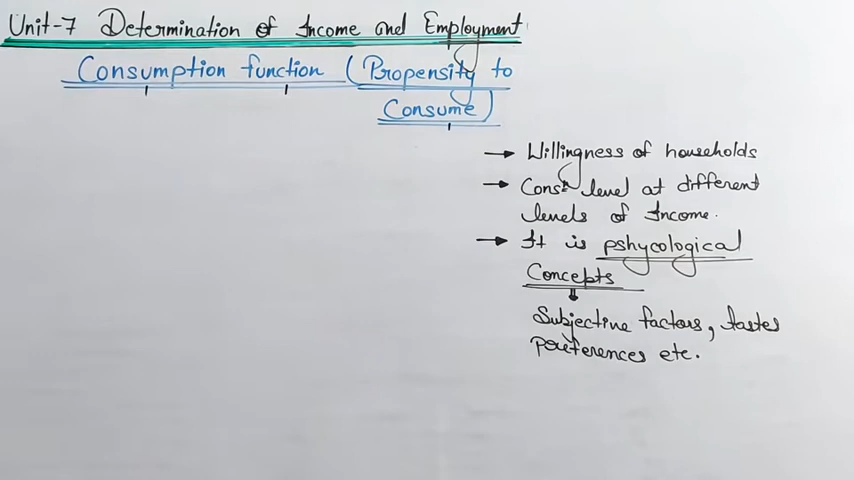 Unit-7 Determination of Income and Employment
Consumption function (Propensity to
Consume)
→ Willingness of households
→ Consⁿ level at different
levels of Income.
→ It is pshycological
Concepts
Subjective factors, tastes
Preferences etc.